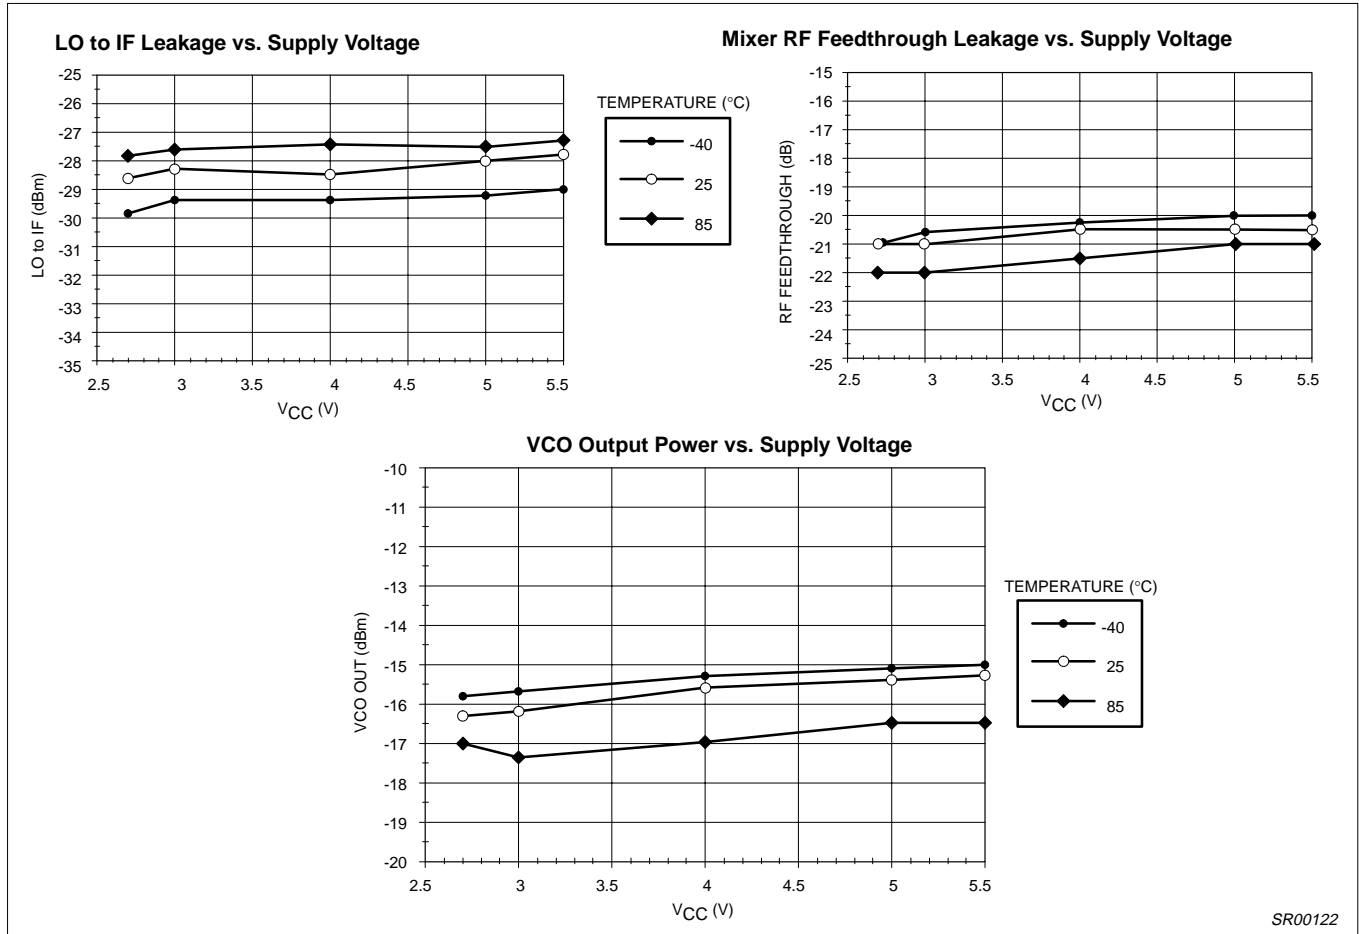 LO to IF Leakage vs. Supply Voltage
-25
-26
-27
-28
-29
-30
-31
-32
-33
-34
-35
LO to IF (dBm)
2.5 3 3.5 4 4.5 5 5.5
VCC (V)
TEMPERATURE (°C)
-40
25
85
Mixer RF Feedthrough Leakage vs. Supply Voltage
-15
-16
-17
-18
-19
-20
-21
-22
-23
-24
-25
RF FEEDTHROUGH (dB)
2.5 3 3.5 4 4.5 5 5.5
VCC (V)
VCO Output Power vs. Supply Voltage
-10
-11
-12
-13
-14
-15
-16
-17
-18
-19
-20
VCO OUT (dBm)
2.5 3 3.5 4 4.5 5 5.5
VCC (V)
TEMPERATURE (°C)
-40
25
85
SR00122